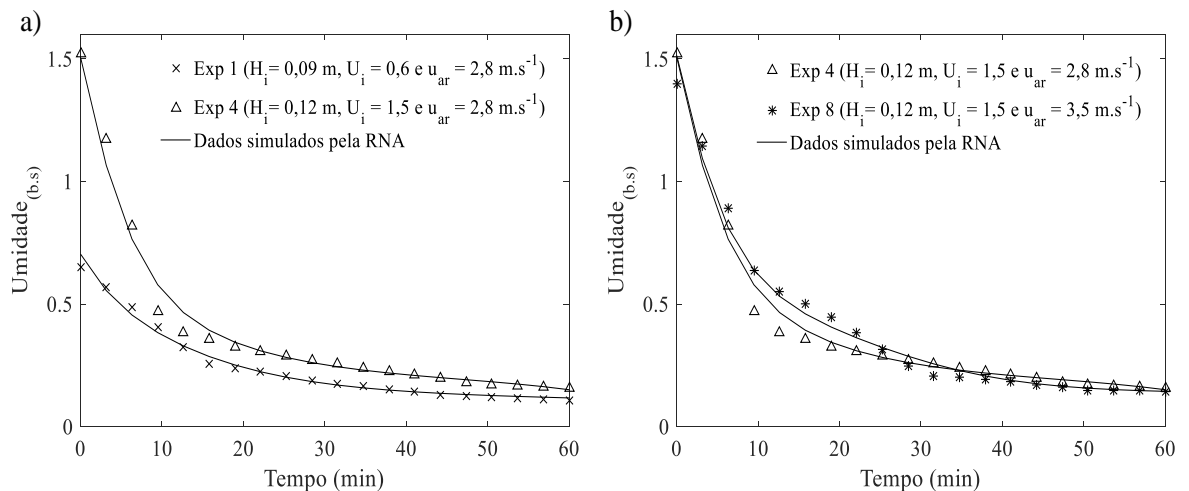 a)
Umidade(b.s)
1.5
1
0.5
0
× Exp 1 (Hi= 0,09 m, Ui = 0,6 e uar = 2,8 m.s-1)
△ Exp 4 (Hi= 0,12 m, Ui = 1,5 e uar = 2,8 m.s-1)
Dados simulados pela RNA
0 10 20 30 40 50 60
Tempo (min)
b)
Umidade(b.s)
1.5
1
0.5
0
△ Exp 4 (Hi= 0,12 m, Ui = 1,5 e uar = 2,8 m.s-1)
* Exp 8 (Hi= 0,12 m, Ui = 1,5 e uar = 3,5 m.s-1)
Dados simulados pela RNA
0 10 20 30 40 50 60
Tempo (min)